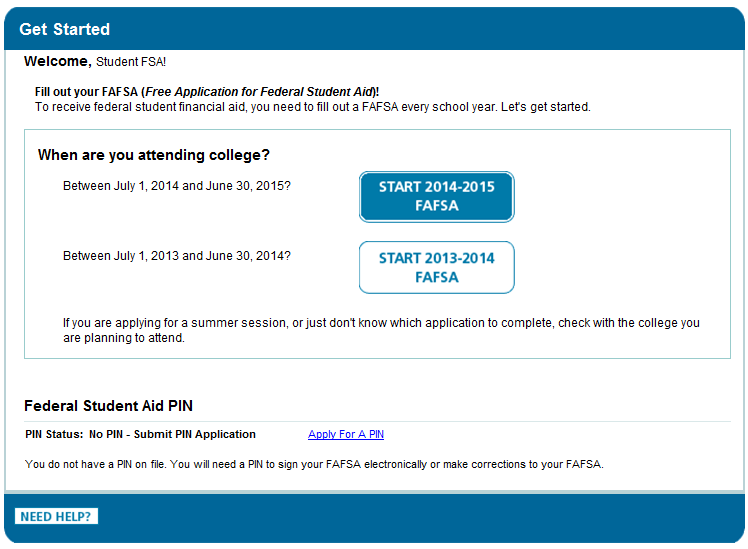 Get Started
Welcome, Student FSA!
Fill out your FAFSA (Free Application for Federal Student Aid)!
To receive federal student financial aid, you need to fill out a FAFSA every school year. Let's get started.
When are you attending college?
Between July 1, 2014 and June 30, 2015?
START 2014-2015
FAFSA
Between July 1, 2013 and June 30, 2014?
START 2013-2014
FAFSA
If you are applying for a summer session, or just don't know which application to complete, check with the college you
are planning to attend.
Federal Student Aid PIN
PIN Status: No PIN - Submit PIN Application Apply For A PIN
You do not have a PIN on file. You will need a PIN to sign your FAFSA electronically or make corrections to your FAFSA.
NEED HELP?